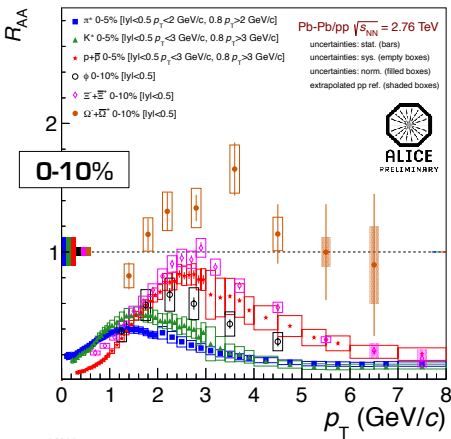 R_AA
π⁺ 0-5% [|y|<0.5 p_T<2 GeV/c, 0.8 p_T>2 GeV/c]
K⁺ 0-5% [|y|<0.5 p_T<3 GeV/c, 0.8 p_T>3 GeV/c]
p+p̄ 0-5% [|y|<0.5 p_T<3 GeV/c, 0.8 p_T>3 GeV/c]
ϕ 0-10% [|y|<0.5]
Ξ⁻+Ξ̄⁺ 0-10% [|y|<0.5]
Ω⁻+Ω̄⁺ 0-10% [|y|<0.5]
Pb-Pb/pp √s_NN = 2.76 TeV
uncertainties: stat. (bars)
uncertainties: sys. (empty boxes)
uncertainties: norm. (filled boxes)
extrapolated pp ref. (shaded boxes)
ALICE
PRELIMINARY
0-10%
2
1
0 1 2 3 4 5 6 7 8
p_T (GeV/c)